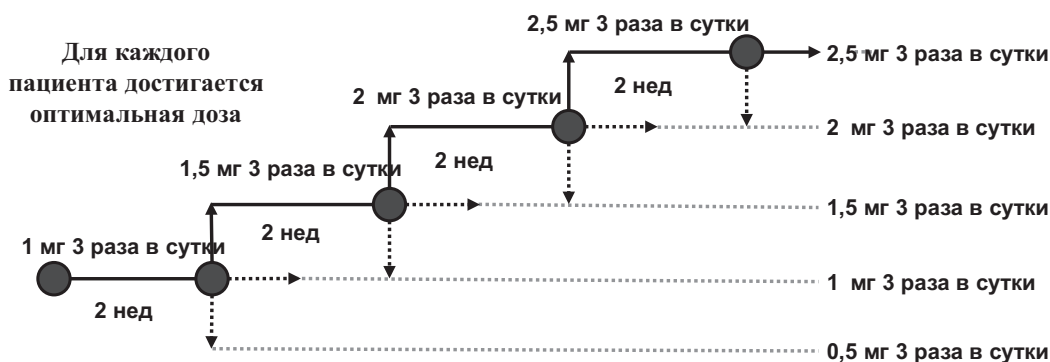 2,5 мг 3 раза в сутки
Для каждого
пациента достигается
оптимальная доза
2,5 мг 3 раза в сутки
2 нед
2 мг 3 раза в сутки
2 мг 3 раза в сутки
2 нед
1,5 мг 3 раза в сутки
1,5 мг 3 раза в сутки
2 нед
1 мг 3 раза в сутки
1 мг 3 раза в сутки
2 нед
0,5 мг 3 раза в сутки